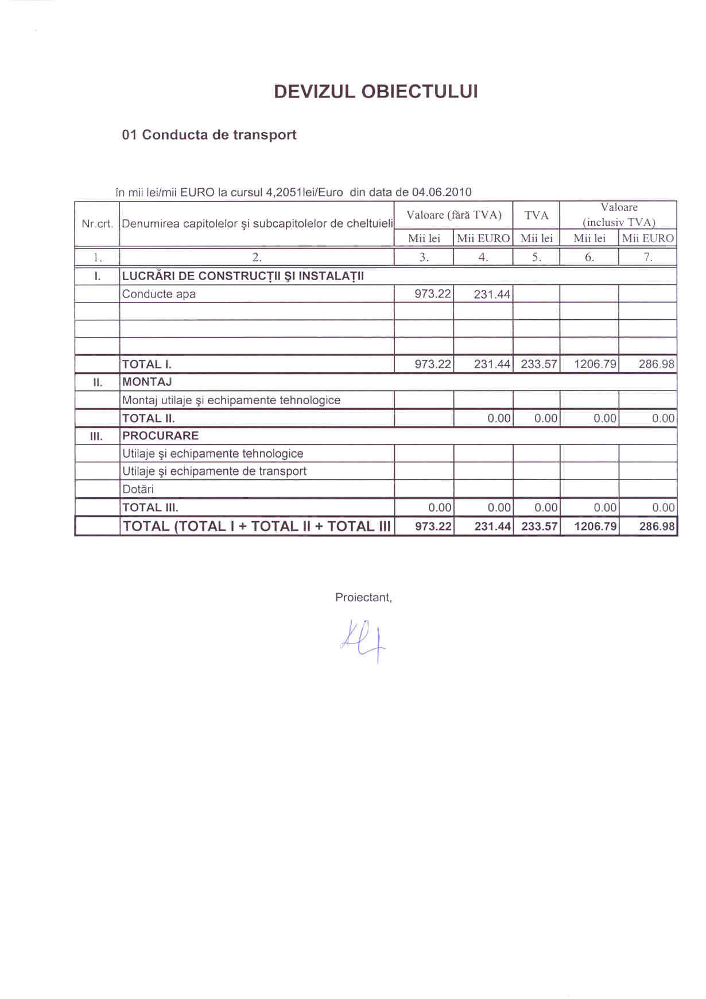 DEVIZUL OBIECTULUI
01 Conducta de transport
în mii lei/mii EURO la cursul 4,2051lei/Euro din data de 04.06.2010
Nr.crt. Denumirea capitolelor şi subcapitolelor de cheltuieli Valoare (fără TVA) TVA Valoare (inclusiv TVA)
Mii lei Mii EURO Mii lei Mii lei Mii EURO
1. 2. 3. 4. 5. 6. 7.
I. LUCRĂRI DE CONSTRUCŢII ŞI INSTALAŢII
Conducte apa 973.22 231.44
TOTAL I. 973.22 231.44 233.57 1206.79 286.98
II. MONTAJ
Montaj utilaje şi echipamente tehnologice
TOTAL II. 0.00 0.00 0.00 0.00
III. PROCURARE
Utilaje şi echipamente tehnologice
Utilaje şi echipamente de transport
Dotări
TOTAL III. 0.00 0.00 0.00 0.00 0.00
TOTAL (TOTAL I + TOTAL II + TOTAL III 973.22 231.44 233.57 1206.79 286.98
Proiectant,